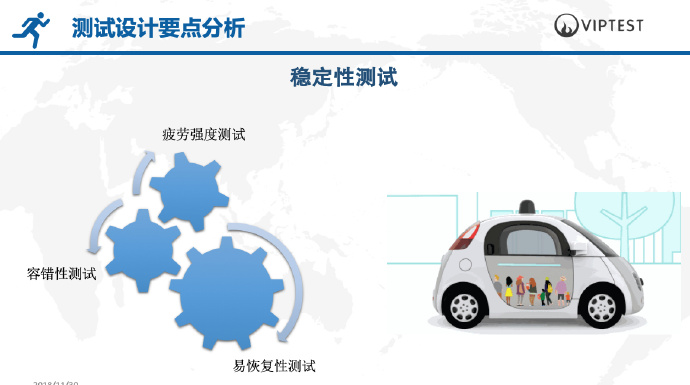 测试设计要点分析
VIPTEST
稳定性测试
疲劳强度测试
容错性测试
易恢复性测试
2018/11/30